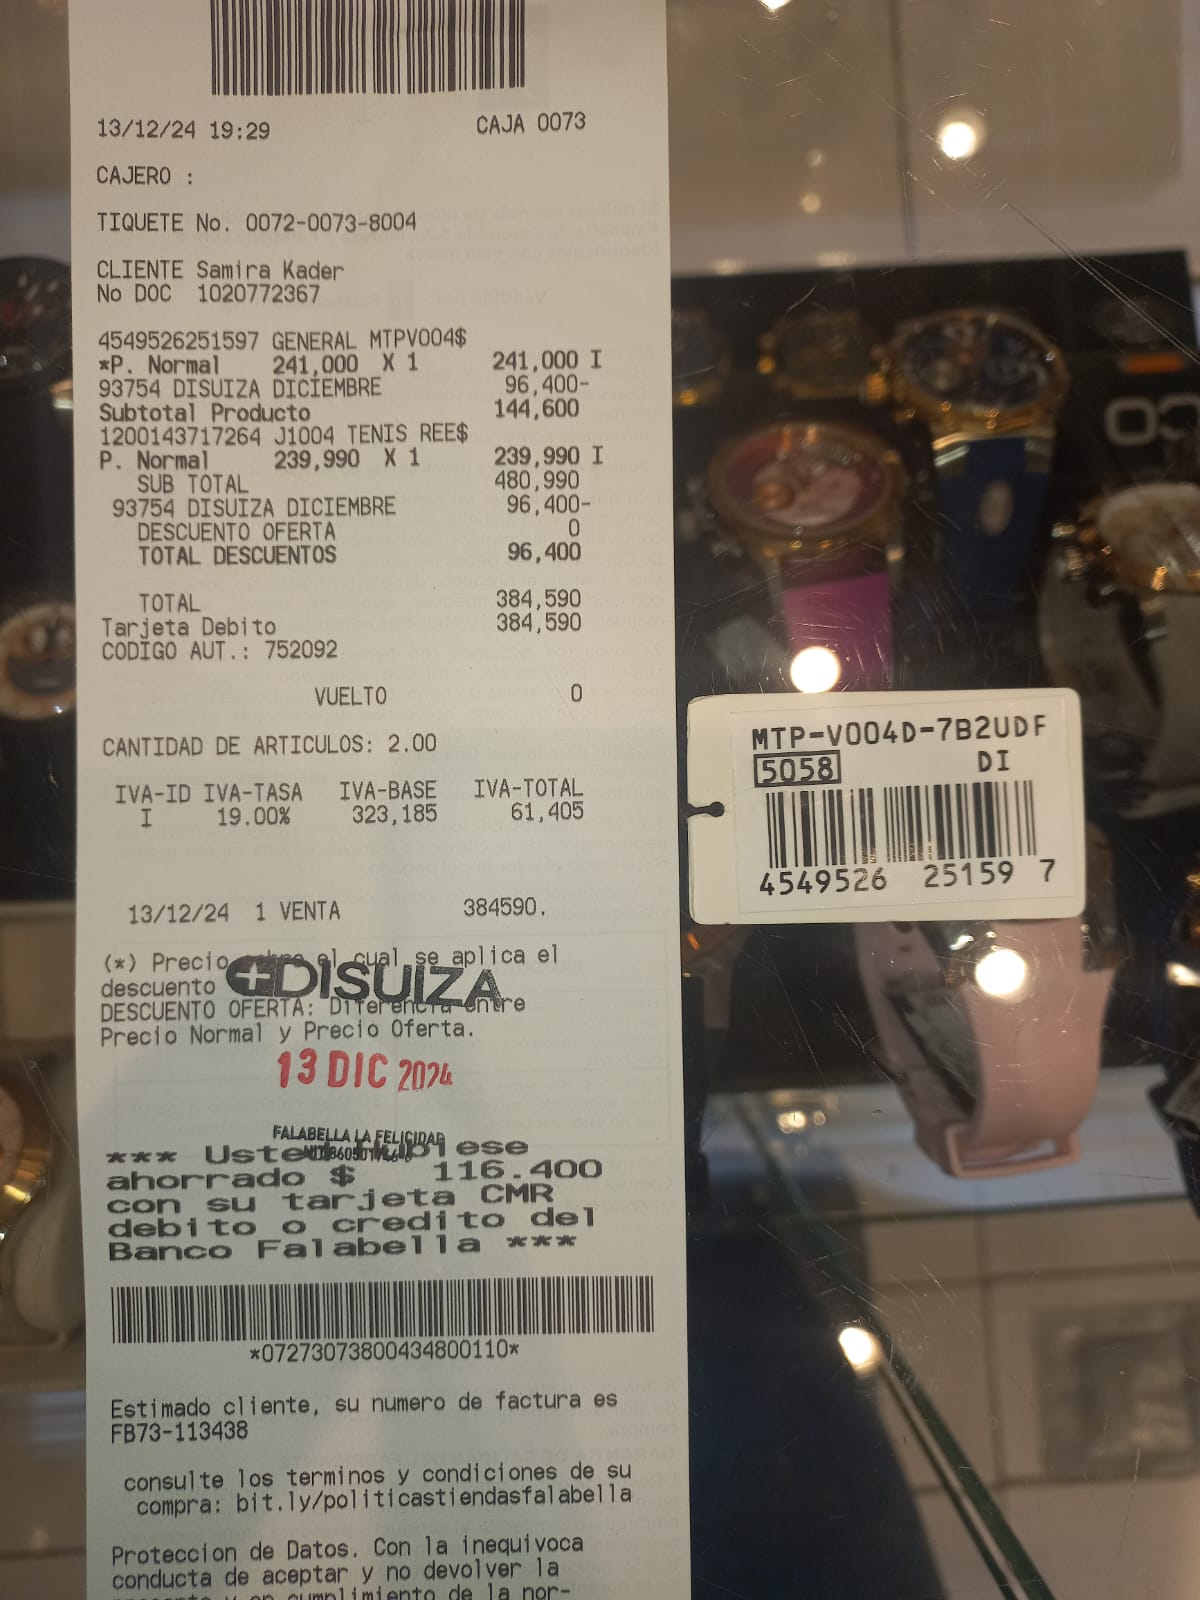 13/12/24 19:29 CAJA 0073
CAJERO :
TIQUETE No. 0072-0073-8004
CLIENTE Samira Kader
No DOC 1020772367
4549526251597 GENERAL MTPV004$
*P. Normal 241,000 X 1 241,000 I
93754 DISUIZA DICIEMBRE 96,400-
Subtotal Producto 144,600
1200143717264 J1004 TENIS REE$
P. Normal 239,990 X 1 239,990 I
SUB TOTAL 480,990
93754 DISUIZA DICIEMBRE 96,400-
DESCUENTO OFERTA 0
TOTAL DESCUENTOS 96,400
TOTAL 384,590
Tarjeta Debito 384,590
CODIGO AUT.: 752092
VUELTO 0
CANTIDAD DE ARTICULOS: 2.00
IVA-ID IVA-TASA IVA-BASE IVA-TOTAL
I 19.00% 323,185 61,405
13/12/24 1 VENTA 384590.
(*) Precio sobre el cual se aplica el
descuento
+DISUIZA
DESCUENTO OFERTA: Diferencia entre
Precio Normal y Precio Oferta.
13 DIC 2024
FALABELLA LA FELICIDAD
*** Usted hubiese
ahorrado $ 116.400
con su tarjeta CMR
debito o credito del
Banco Falabella ***
*07273073800434800110*
Estimado cliente, su numero de factura es
FB73-113438
consulte los terminos y condiciones de su
compra: bit.ly/politicastiendasfalabella
Proteccion de Datos. Con la inequivoca
conducta de aceptar y no devolver la
presente y en cumplimiento de la nor-
MTP-V004D-7B2UDF
5058 DI
4549526 25159 7